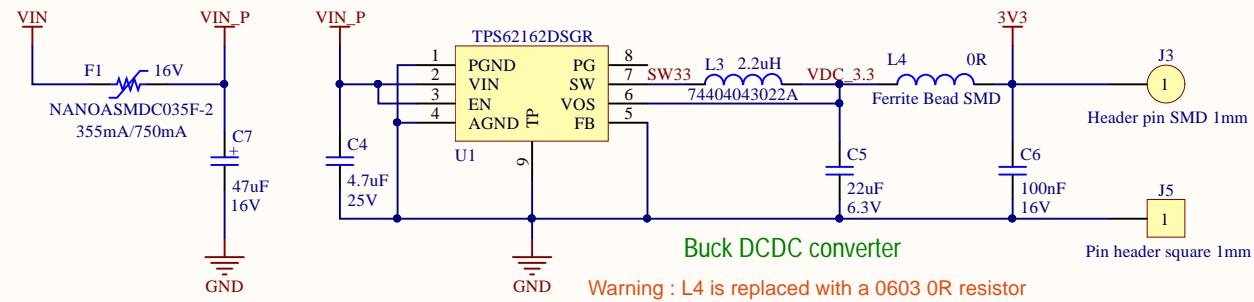 VIN
VIN_P
F1
16V
NANOASMDC035F-2
355mA/750mA
C7
+
47uF
16V
GND
VIN_P
C4
4.7uF
25V
TPS62162DSGR
1 PGND
2 VIN
3 EN
4 AGND
PG 8
SW 7
VOS 6
FB 5
TP
9
U1
GND
SW33
L3
2.2uH
74404043022A
VDC_3.3
L4
0R
Ferrite Bead SMD
C5
22uF
6.3V
3V3
C6
100nF
16V
J3
1
Header pin SMD 1mm
J5
1
Pin header square 1mm
Buck DCDC converter
Warning : L4 is replaced with a 0603 0R resistor